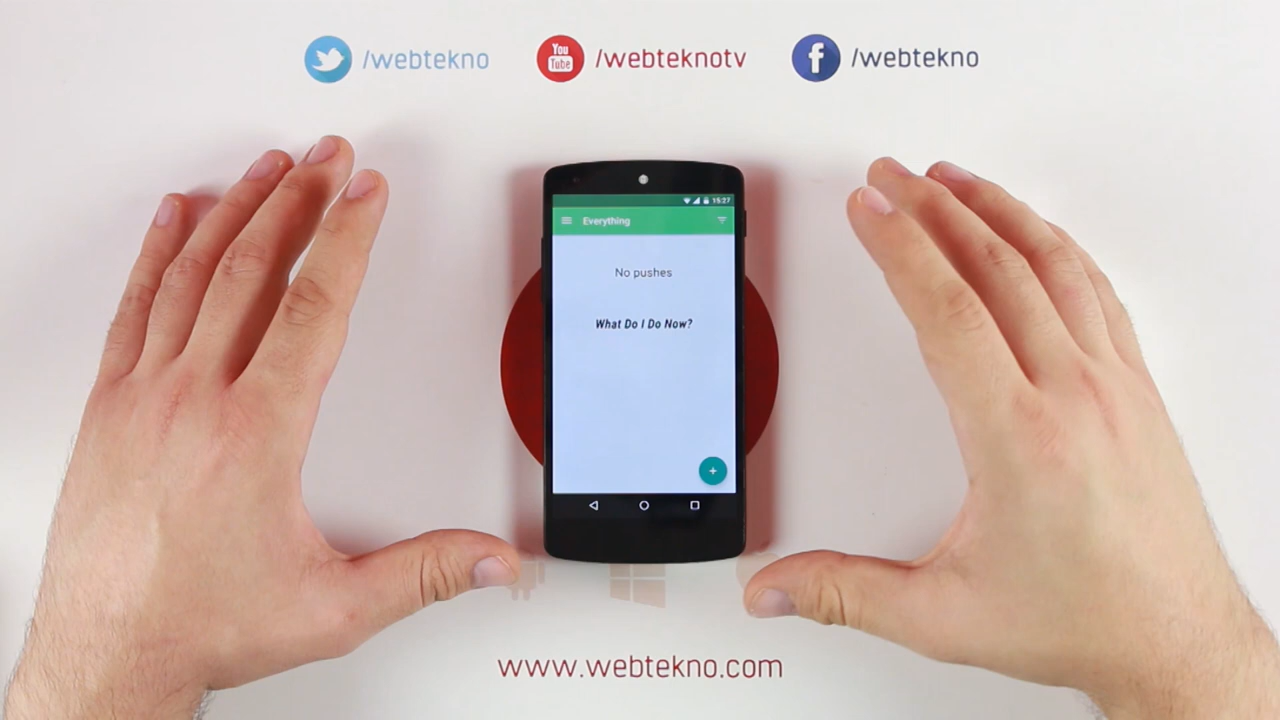 /webtekno
You Tube
/webteknotv
/webtekno
15:27
Everything
No pushes
What Do I Do Now?
www.webtekno.com